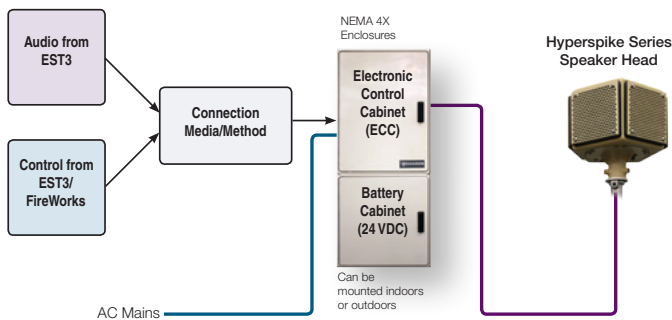 Audio from
EST3
Control from
EST3/
FireWorks
Connection
Media/Method
NEMA 4X
Enclosures
Electronic
Control
Cabinet
(ECC)
Battery
Cabinet
(24 VDC)
Can be
mounted indoors
or outdoors
AC Mains
Hyperspike Series
Speaker Head